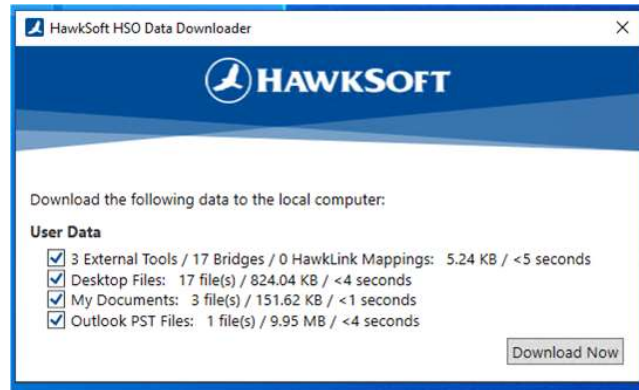 HawkSoft HSO Data Downloader
HAWKSOFT
Download the following data to the local computer:
User Data
3 External Tools / 17 Bridges / 0 HawkLink Mappings: 5.24 KB / <5 seconds
Desktop Files: 17 file(s) / 824.04 KB / <4 seconds
My Documents: 3 file(s) / 151.62 KB / <1 seconds
Outlook PST Files: 1 file(s) / 9.95 MB / <4 seconds
Download Now